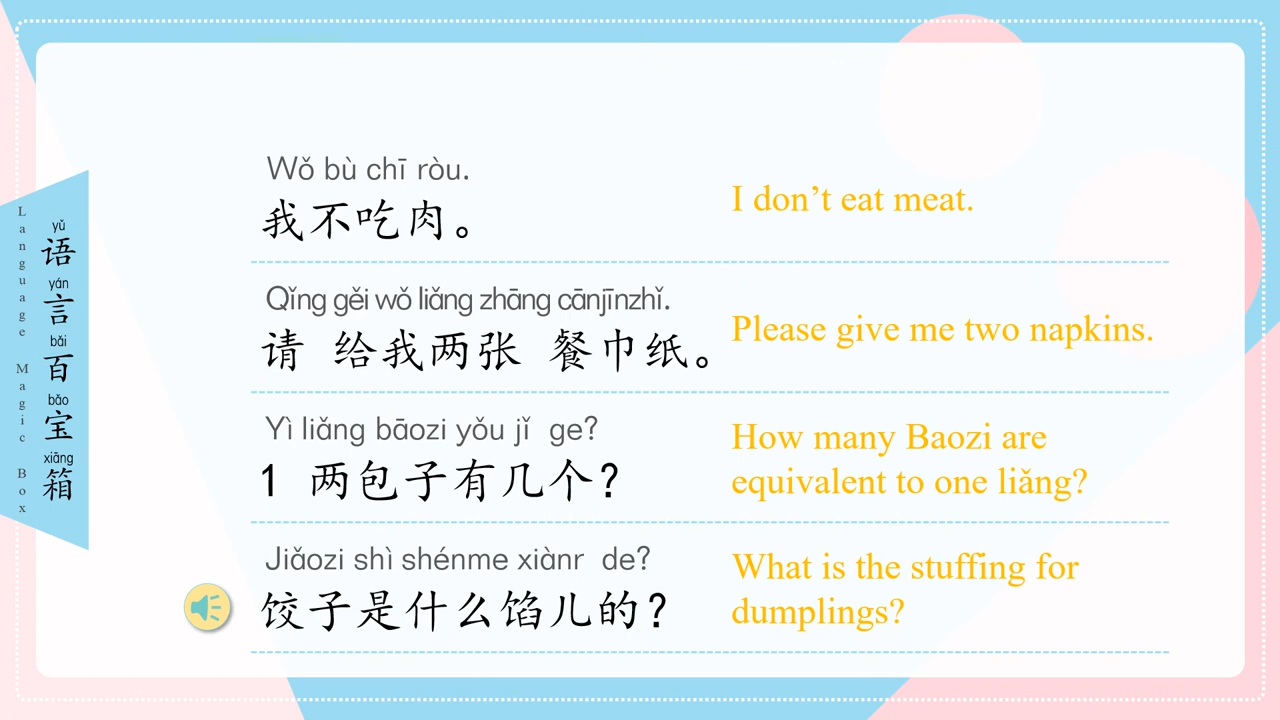 Language Magic Box
yǔ yán bǎi bǎo xiāng
语言百宝箱
Wǒ bù chī ròu.
我不吃肉。
I don’t eat meat.
Qǐng gěi wǒ liǎng zhāng cānjīnzhǐ.
请 给我两张 餐巾纸。
Please give me two napkins.
Yì liǎng bāozi yǒu jǐ ge?
1 两包子有几个?
How many Baozi are
equivalent to one liǎng?
Jiǎozi shì shénme xiànr de?
饺子是什么馅儿的?
What is the stuffing for
dumplings?